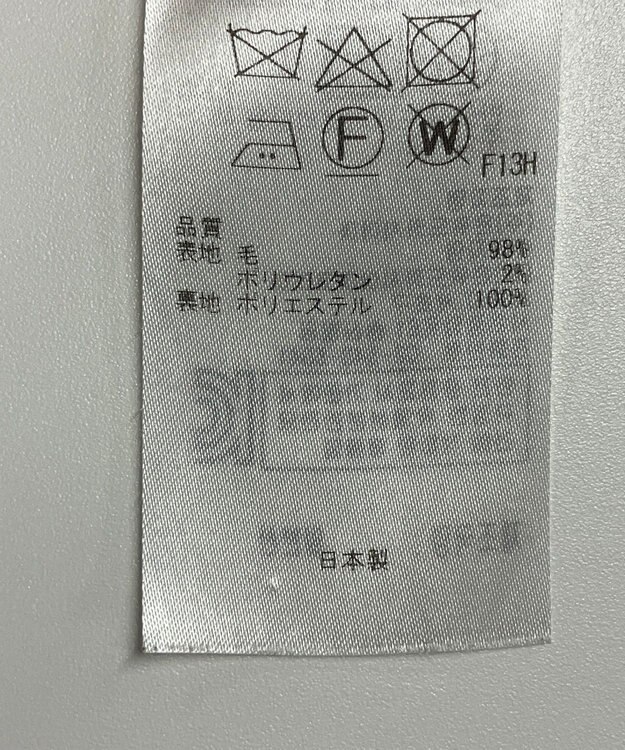 F W F13H
品質
表地 毛 98%
ポリウレタン 2%
裏地 ポリエステル 100%
日本製